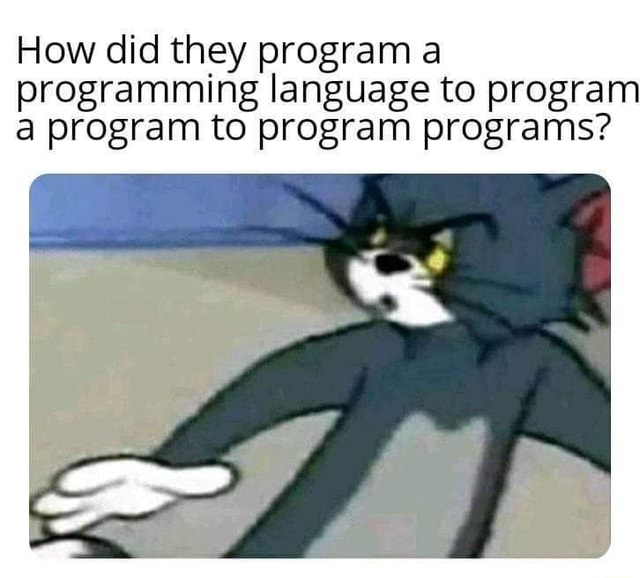 How did they program a
programming language to program
a program to program programs?